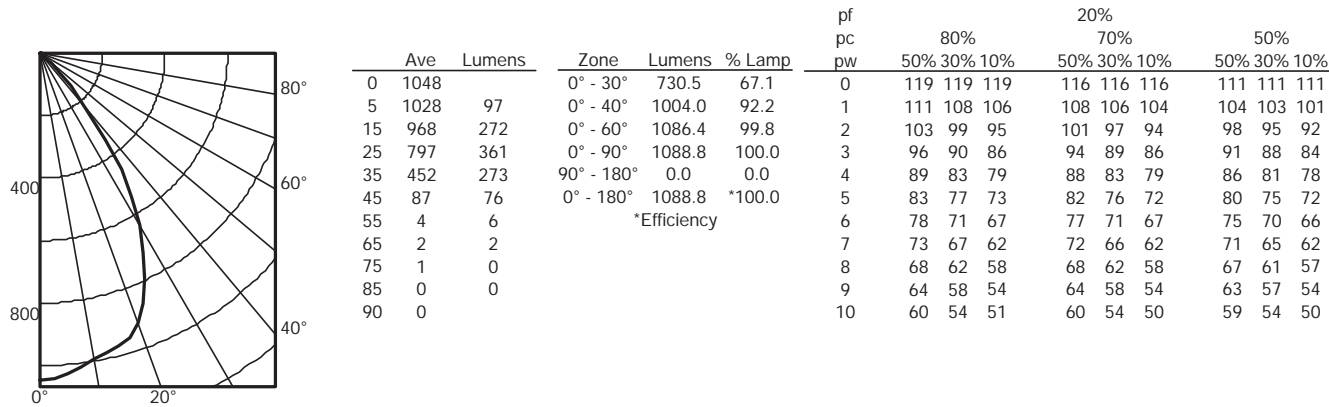 400
800
0°
20°
40°
60°
80°
Ave Lumens
0 1048
5 1028 97
15 968 272
25 797 361
35 452 273
45 87 76
55 4 6
65 2 2
75 1 0
85 0 0
90 0
Zone Lumens % Lamp
0° - 30° 730.5 67.1
0° - 40° 1004.0 92.2
0° - 60° 1086.4 99.8
0° - 90° 1088.8 100.0
90° - 180° 0.0 0.0
0° - 180° 1088.8 *100.0
*Efficiency
pf 20%
pc 80% 70% 50%
pw 50% 30% 10% 50% 30% 10% 50% 30% 10%
0 119 119 119 116 116 116 111 111 111
1 111 108 106 108 106 104 104 103 101
2 103 99 95 101 97 94 98 95 92
3 96 90 86 94 89 86 91 88 84
4 89 83 79 88 83 79 86 81 78
5 83 77 73 82 76 72 80 75 72
6 78 71 67 77 71 67 75 70 66
7 73 67 62 72 66 62 71 65 62
8 68 62 58 68 62 58 67 61 57
9 64 58 54 64 58 54 63 57 54
10 60 54 51 60 54 50 59 54 50